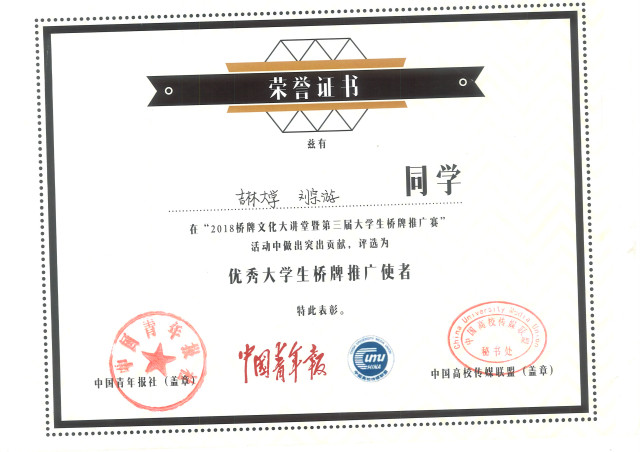 荣誉证书
兹有
吉林大学 刘宗游 同学
在“2018桥牌文化大讲堂暨第三届大学生桥牌推广赛”
活动中做出突出贡献，评选为
优秀大学生桥牌推广使者
特此表彰。
中国青年报社
中国青年报
China University Media Union
中国高校传媒联盟
秘书处
中国青年报社（盖章）
中国高校传媒联盟（盖章）